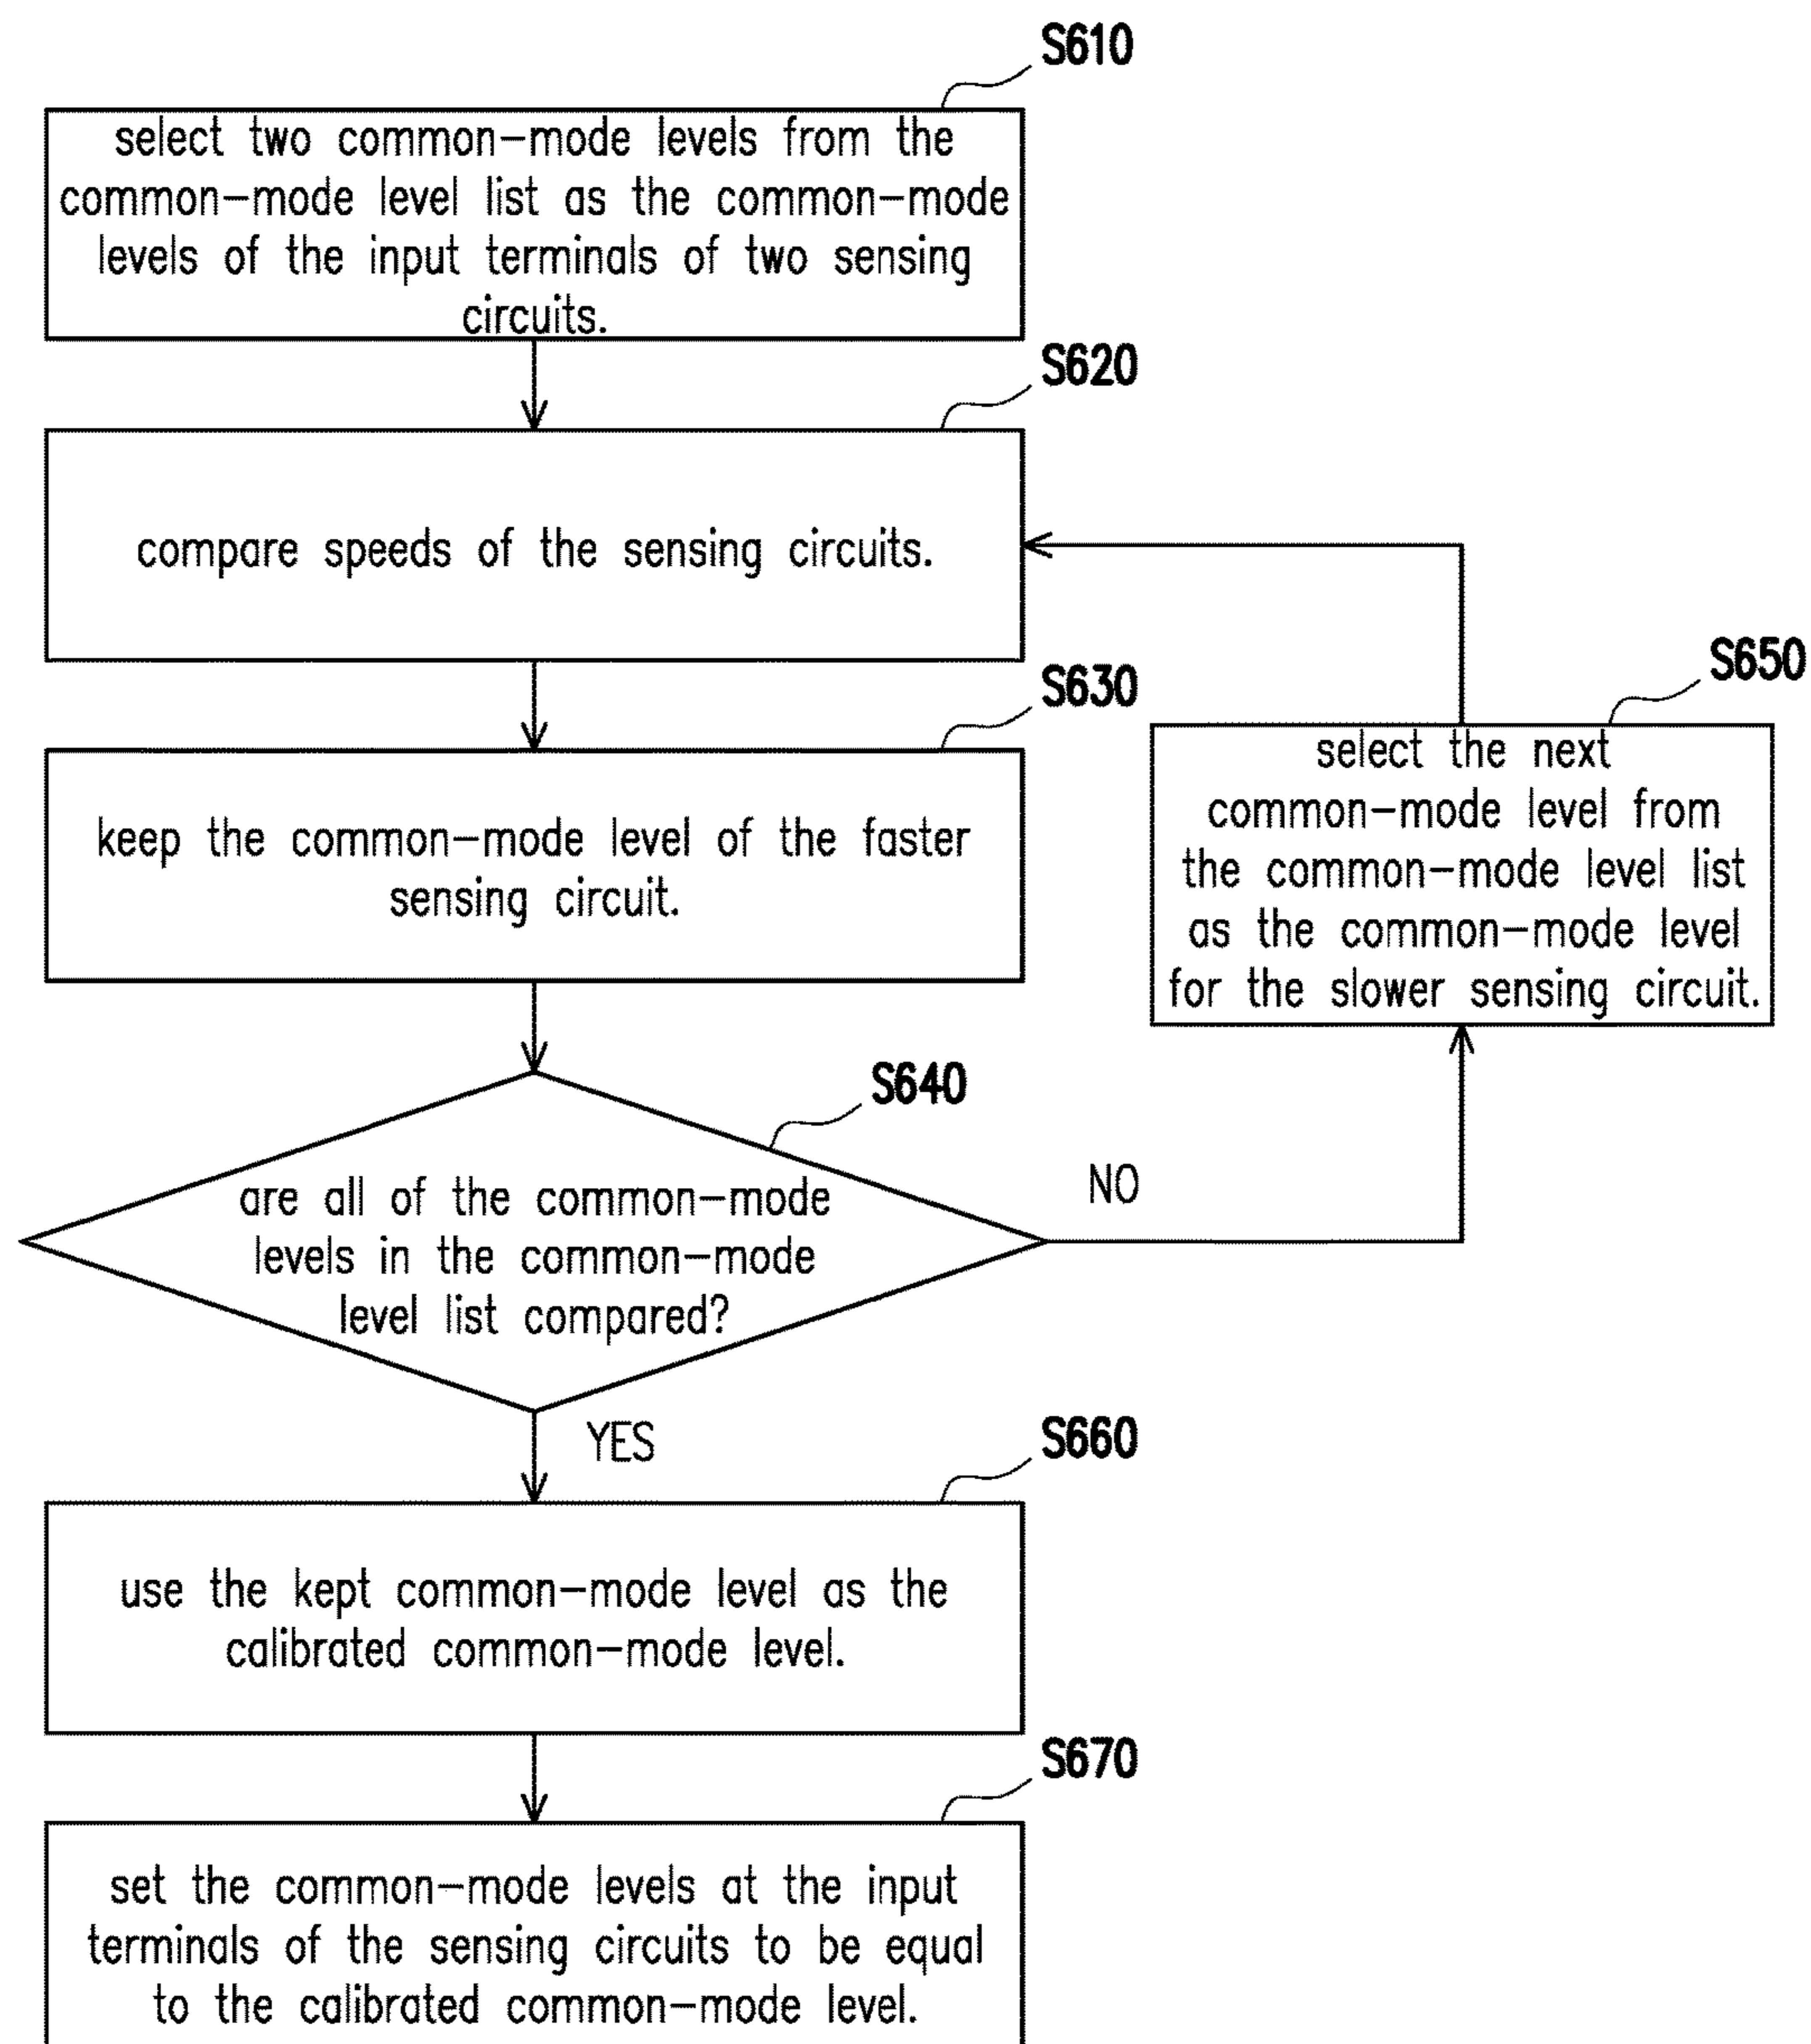 S610
select two common-mode levels from the
common-mode level list as the common-mode
levels of the input terminals of two sensing
circuits.
S620
compare speeds of the sensing circuits.
S630
keep the common-mode level of the faster
sensing circuit.
S650
select the next
common-mode level from
the common-mode level list
as the common-mode level
for the slower sensing circuit.
S640
are all of the common-mode
levels in the common-mode
level list compared?
NO
YES
S660
use the kept common-mode level as the
calibrated common-mode level.
S670
set the common-mode levels at the input
terminals of the sensing circuits to be equal
to the calibrated common-mode level.